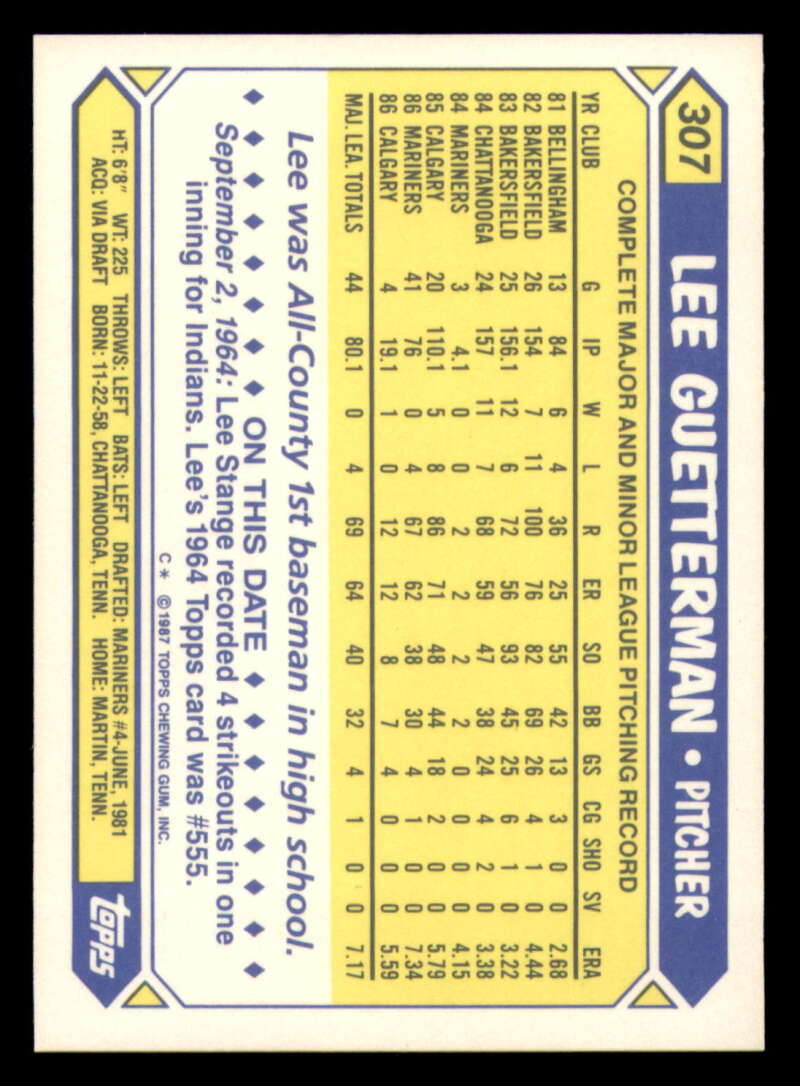 307 LEE GUETTERMAN • PITCHER
COMPLETE MAJOR AND MINOR LEAGUE PITCHING RECORD
YR CLUB G IP W L R ER SO BB GS CG SHO SV ERA
81 BELLINGHAM 13 84 6 4 36 25 55 42 13 3 0 0 2.68
82 BAKERSFIELD 26 154 7 11 100 76 82 69 26 4 1 0 4.44
83 BAKERSFIELD 25 156.1 12 6 72 56 93 45 25 6 1 0 3.22
84 CHATTANOOGA 24 157 11 7 68 59 47 38 24 4 2 0 3.38
84 MARINERS 3 4.1 0 0 2 2 2 2 0 0 0 0 4.15
85 CALGARY 20 110.1 5 8 86 71 48 44 18 2 0 0 5.79
86 MARINERS 41 76 0 4 67 62 38 30 4 1 0 0 7.34
86 CALGARY 4 19.1 1 0 12 12 8 7 4 0 0 0 5.59
MAJ. LEA. TOTALS 44 80.1 0 4 69 64 40 32 4 1 0 0 7.17
Lee was All-County 1st baseman in high school.
◆ ◆ ◆ ◆ ◆ ◆ ◆ ◆ ON THIS DATE ◆ ◆ ◆ ◆ ◆ ◆ ◆ ◆
September 2, 1964: Lee Stange recorded 4 strikeouts in one
inning for Indians. Lee's 1964 Topps card was #555.
C* ©1987 TOPPS CHEWING GUM, INC.
HT: 6'8" WT: 225 THROWS: LEFT BATS: LEFT DRAFTED: MARINERS #4-JUNE, 1981
ACQ: VIA DRAFT BORN: 11-22-58, CHATTANOOGA, TENN. HOME: MARTIN, TENN.
topps